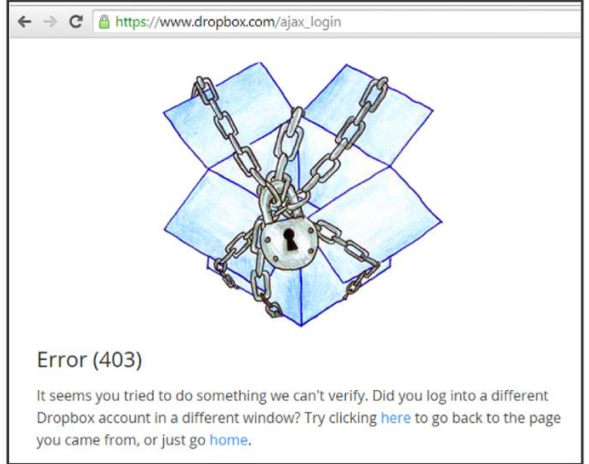 https://www.dropbox.com/ajax_login
Error (403)
It seems you tried to do something we can't verify. Did you log into a different
Dropbox account in a different window? Try clicking here to go back to the page
you came from, or just go home.